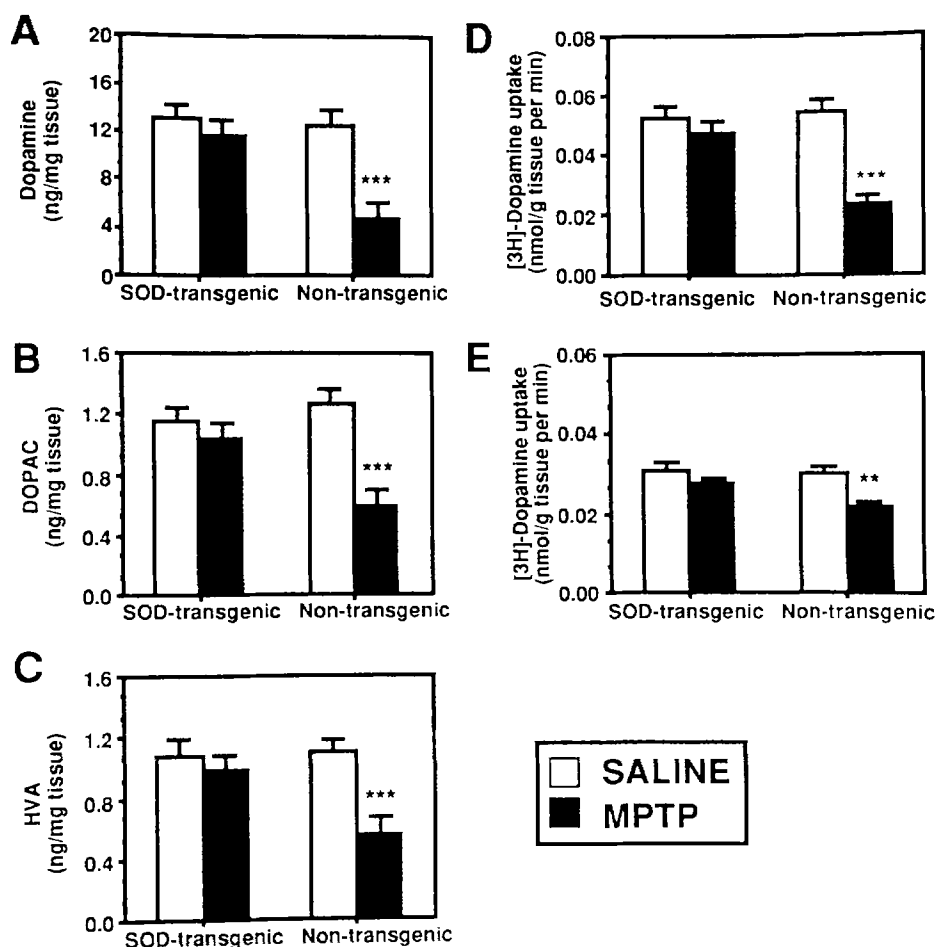 A
Dopamine
(ng/mg tissue)
20
16
12
8
4
0
***
SOD-transgenic Non-transgenic
B
DOPAC
(ng/mg tissue)
1.6
1.2
0.8
0.4
0.0
***
SOD-transgenic Non-transgenic
C
HVA
(ng/mg tissue)
1.6
1.2
0.8
0.4
0.0
***
SOD-transgenic Non-transgenic
D
[3H]-Dopamine uptake
(nmol/g tissue per min)
0.08
0.06
0.04
0.02
0.00
***
SOD-transgenic Non-transgenic
E
[3H]-Dopamine uptake
(nmol/g tissue per min)
0.06
0.04
0.02
0.00
**
SOD-transgenic Non-transgenic
SALINE
MPTP